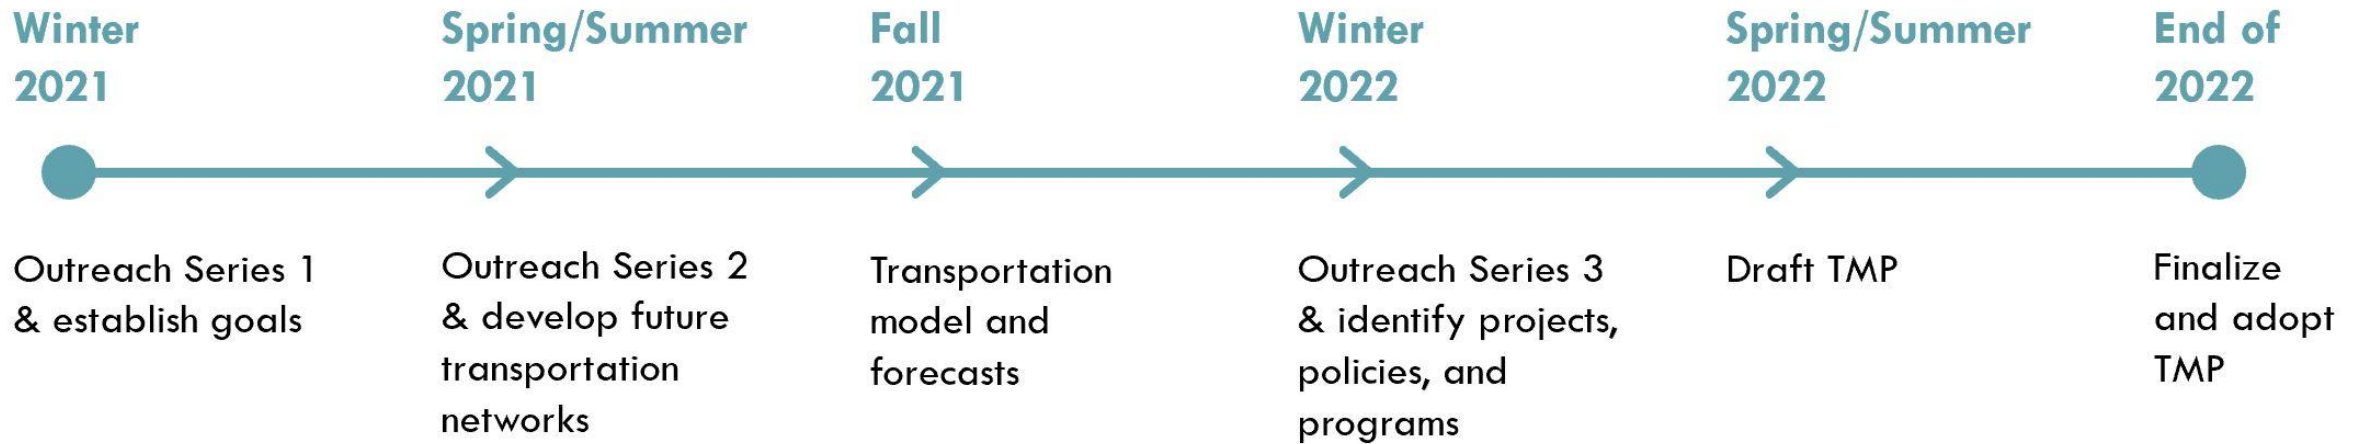 Winter
2021
Spring/Summer
2021
Fall
2021
Winter
2022
Spring/Summer
2022
End of
2022
Outreach Series 1
& establish goals
Outreach Series 2
& develop future
transportation
networks
Transportation
model and
forecasts
Outreach Series 3
& identify projects,
policies, and
programs
Draft TMP
Finalize
and adopt
TMP